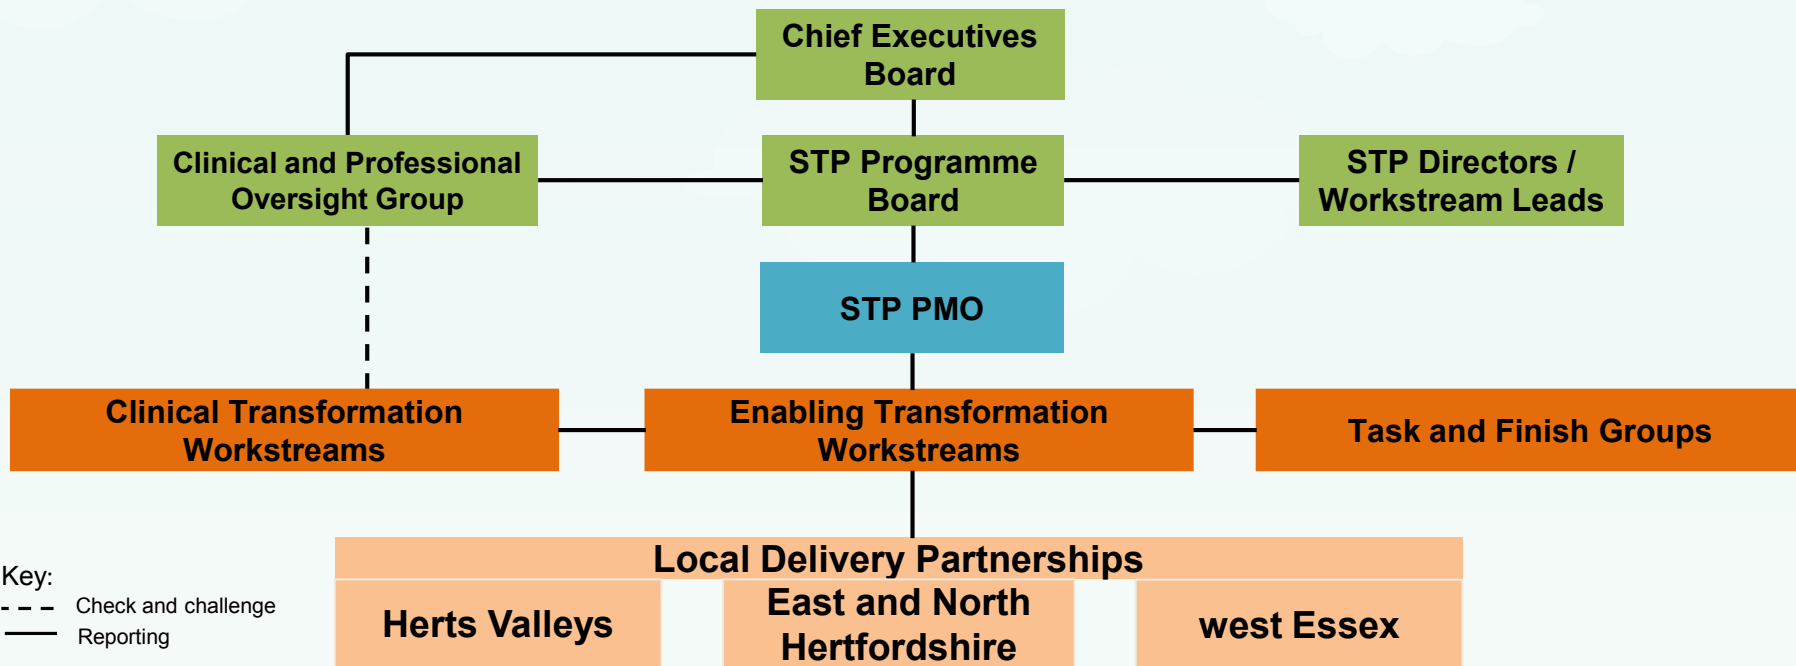 Chief Executives
Board
Clinical and Professional
Oversight Group
STP Programme
Board
STP Directors /
Workstream Leads
STP PMO
Clinical Transformation
Workstreams
Enabling Transformation
Workstreams
Task and Finish Groups
Local Delivery Partnerships
Herts Valleys
East and North
Hertfordshire
west Essex
Key:
Check and challenge
Reporting